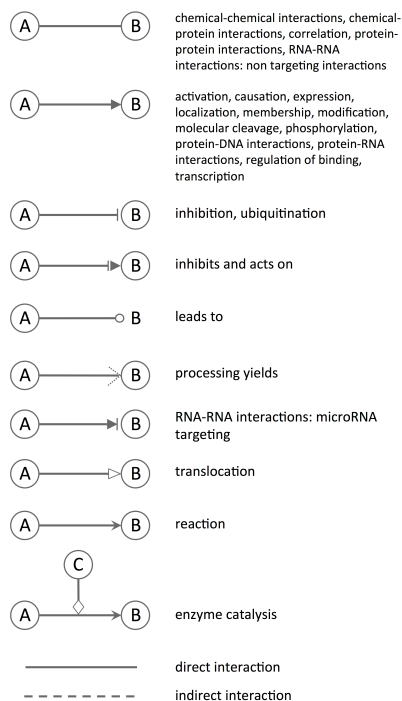 A B chemical-chemical interactions, chemical-
protein interactions, correlation, protein-
protein interactions, RNA-RNA
interactions: non targeting interactions
A B activation, causation, expression,
localization, membership, modification,
molecular cleavage, phosphorylation,
protein-DNA interactions, protein-RNA
interactions, regulation of binding,
transcription
A B inhibition, ubiquitination
A B inhibits and acts on
A B leads to
A B processing yields
A B RNA-RNA interactions: microRNA
targeting
A B translocation
A B reaction
C
A B enzyme catalysis
direct interaction
indirect interaction